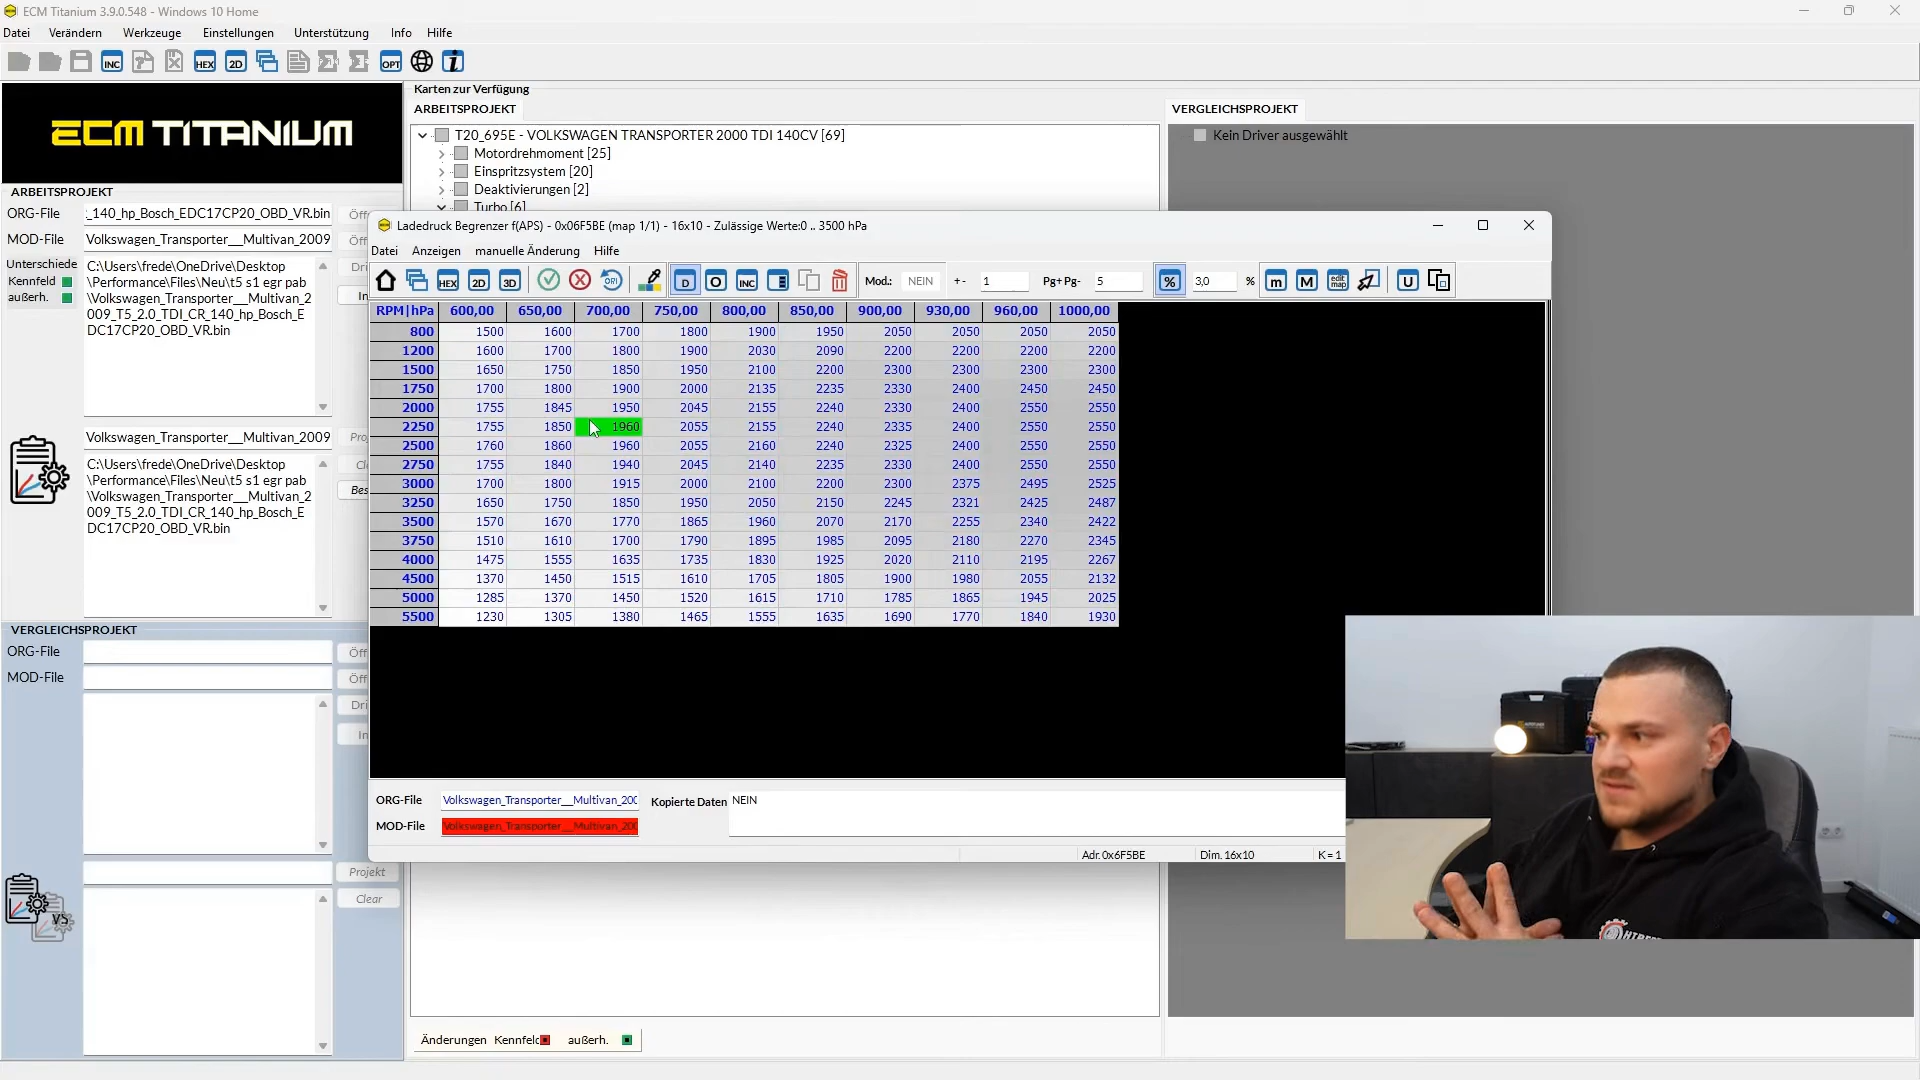 ECM Titanium 3.9.0.548 - Windows 10 Home
Datei Verändern Werkzeuge Einstellungen Unterstützung Info Hilfe
INC HEX 2D OPT
Karten zur Verfügung
ARBEITSPROJEKT
VERGLEICHSPROJEKT
ECM TITANIUM
T20_695E - VOLKSWAGEN TRANSPORTER 2000 TDI 140CV [69]
Motordrehmoment [25]
Einspritzsystem [20]
Deaktivierungen [2]
Turbo [6]
Kein Driver ausgewählt
ARBEITSPROJEKT
ORG-File _140_hp_Bosch_EDC17CP20_OBD_VR.bin
MOD-File Volkswagen_Transporter__Multivan_2009
Unterschiede
Kennfeld
außerh.
C:\Users\frede\OneDrive\Desktop
\Performance\Files\Neu\t5 s1 egr pab
\Volkswagen_Transporter__Multivan_2
009_T5_2.0_TDI_CR_140_hp_Bosch_E
DC17CP20_OBD_VR.bin
Volkswagen_Transporter__Multivan_2009
C:\Users\frede\OneDrive\Desktop
\Performance\Files\Neu\t5 s1 egr pab
\Volkswagen_Transporter__Multivan_2
009_T5_2.0_TDI_CR_140_hp_Bosch_E
DC17CP20_OBD_VR.bin
VERGLEICHSPROJEKT
ORG-File
MOD-File
Projekt
Clear
VS
Ladedruck Begrenzer f(APS) - 0x06F5BE (map 1/1) - 16x10 - Zulässige Werte:0 .. 3500 hPa
Datei Anzeigen manuelle Änderung Hilfe
HEX 2D 3D ORI D O INC Mod.: NEIN + - 1 Pg+Pg- 5 % 3,0 % m M edit map U
RPM|hPa 600,00 650,00 700,00 750,00 800,00 850,00 900,00 930,00 960,00 1000,00
800 1500 1600 1700 1800 1900 1950 2050 2050 2050 2050
1200 1600 1700 1800 1900 2030 2090 2200 2200 2200 2200
1500 1650 1750 1850 1950 2100 2200 2300 2300 2300 2300
1750 1700 1800 1900 2000 2135 2235 2330 2400 2450 2450
2000 1755 1845 1950 2045 2155 2240 2330 2400 2550 2550
2250 1755 1850 1960 2055 2155 2240 2335 2400 2550 2550
2500 1760 1860 1960 2055 2160 2240 2325 2400 2550 2550
2750 1755 1840 1940 2045 2140 2235 2330 2400 2550 2550
3000 1700 1800 1915 2000 2100 2200 2300 2375 2495 2525
3250 1650 1750 1850 1950 2050 2150 2245 2321 2425 2487
3500 1570 1670 1770 1865 1960 2070 2170 2255 2340 2422
3750 1510 1610 1700 1790 1895 1985 2095 2180 2270 2345
4000 1475 1555 1635 1735 1830 1925 2020 2110 2195 2267
4500 1370 1450 1515 1610 1705 1805 1900 1980 2055 2132
5000 1285 1370 1450 1520 1615 1710 1785 1865 1945 2025
5500 1230 1305 1380 1465 1555 1635 1690 1770 1840 1930
ORG-File Volkswagen_Transporter__Multivan_200
Kopierte Daten NEIN
MOD-File Volkswagen_Transporter__Multivan_200
Adr. 0x6F5BE Dim. 16x10 K = 1
Änderungen Kennfeld außerh.